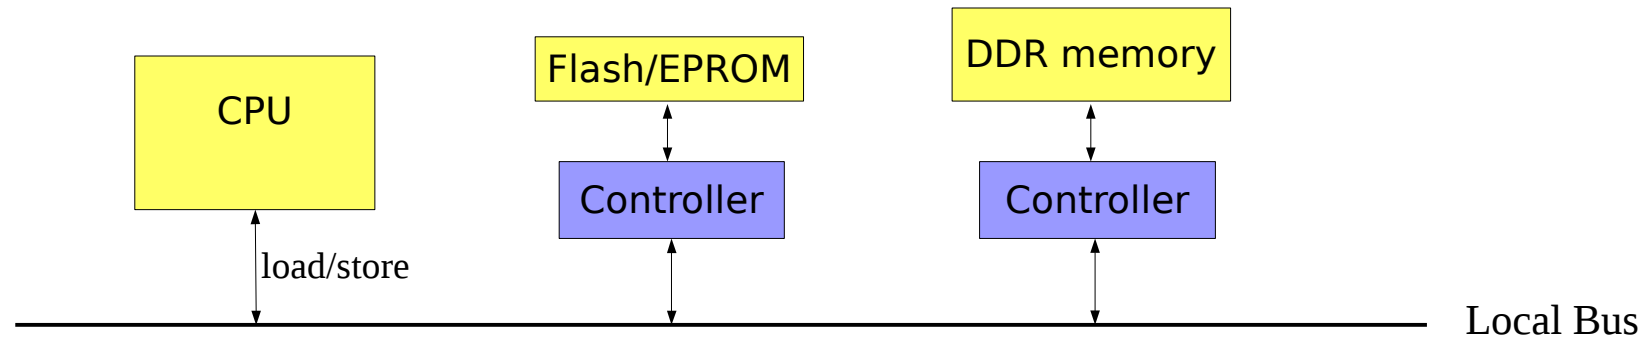 CPU
Flash/EPROM
DDR memory
Controller
Controller
load/store
Local Bus